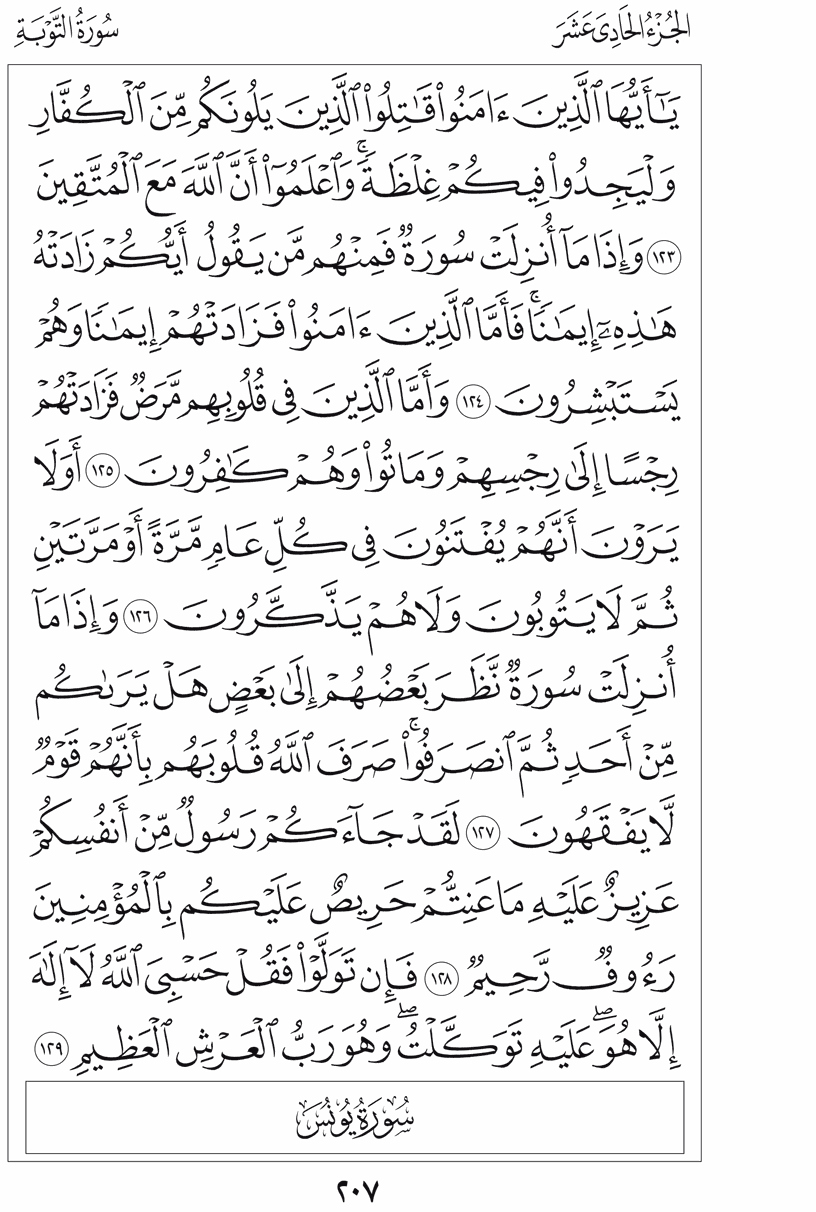 الجُزْءُ الحَادِىَ عَشَرَ
سُورَةُ التَّوْبَةِ
يَٰٓأَيُّهَا ٱلَّذِينَ ءَامَنُوا۟ قَٰتِلُوا۟ ٱلَّذِينَ يَلُونَكُم مِّنَ ٱلْكُفَّارِ
وَلْيَجِدُوا۟ فِيكُمْ غِلْظَةً ۚ وَٱعْلَمُوٓا۟ أَنَّ ٱللَّهَ مَعَ ٱلْمُتَّقِينَ
١٢٣ وَإِذَا مَآ أُنزِلَتْ سُورَةٌ فَمِنْهُم مَّن يَقُولُ أَيُّكُمْ زَادَتْهُ
هَٰذِهِۦٓ إِيمَٰنًا ۚ فَأَمَّا ٱلَّذِينَ ءَامَنُوا۟ فَزَادَتْهُمْ إِيمَٰنًا وَهُمْ
يَسْتَبْشِرُونَ ١٢٤ وَأَمَّا ٱلَّذِينَ فِى قُلُوبِهِم مَّرَضٌ فَزَادَتْهُمْ
رِجْسًا إِلَىٰ رِجْسِهِمْ وَمَاتُوا۟ وَهُمْ كَٰفِرُونَ ١٢٥ أَوَلَا
يَرَوْنَ أَنَّهُمْ يُفْتَنُونَ فِى كُلِّ عَامٍ مَّرَّةً أَوْ مَرَّتَيْنِ
ثُمَّ لَا يَتُوبُونَ وَلَا هُمْ يَذَّكَّرُونَ ١٢٦ وَإِذَا مَآ
أُنزِلَتْ سُورَةٌ نَّظَرَ بَعْضُهُمْ إِلَىٰ بَعْضٍ هَلْ يَرَىٰكُم
مِّنْ أَحَدٍ ثُمَّ ٱنصَرَفُوا۟ ۚ صَرَفَ ٱللَّهُ قُلُوبَهُم بِأَنَّهُمْ قَوْمٌ
لَّا يَفْقَهُونَ ١٢٧ لَقَدْ جَآءَكُمْ رَسُولٌ مِّنْ أَنفُسِكُمْ
عَزِيزٌ عَلَيْهِ مَا عَنِتُّمْ حَرِيصٌ عَلَيْكُم بِٱلْمُؤْمِنِينَ
رَءُوفٌ رَّحِيمٌ ١٢٨ فَإِن تَوَلَّوْا۟ فَقُلْ حَسْبِىَ ٱللَّهُ لَآ إِلَٰهَ
إِلَّا هُوَ ۖ عَلَيْهِ تَوَكَّلْتُ ۖ وَهُوَ رَبُّ ٱلْعَرْشِ ٱلْعَظِيمِ ١٢٩
سُورَةُ يُونُسَ
٢٠٧